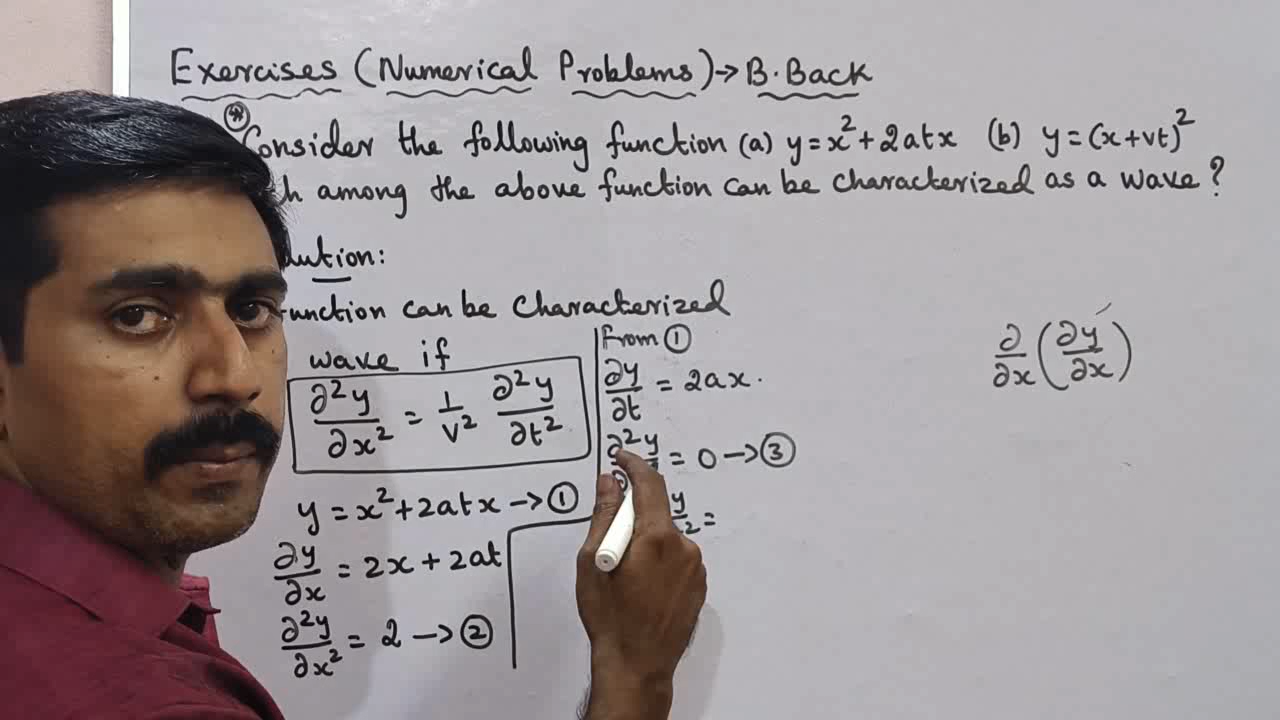 Exercises (Numerical Problems) → B.Back
Consider the following function (a) y = x² + 2atx (b) y = (x+vt)²
among the above function can be characterized as a wave?
function can be characterized
wave if
∂²y/∂x² = 1/v² ∂²y/∂t²
y = x² + 2atx → ①
∂y/∂x = 2x + 2at
∂²y/∂x² = 2 → ②
From ①
∂y/∂t = 2ax.
= 0 → ③
∂/∂x (∂y/∂x)